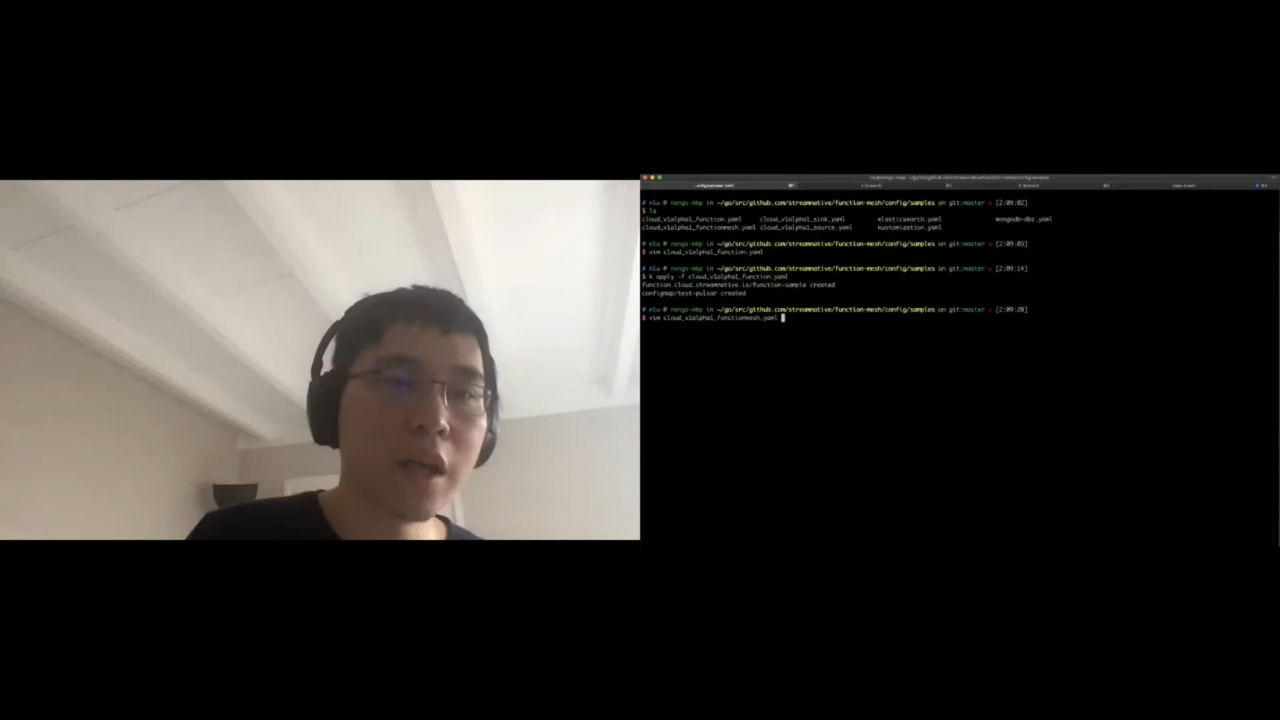 # nlu @ nengs-mbp in ~/go/src/github.com/streamnative/function-mesh/config/samples on git:master x [2:09:02]
$ ls
cloud_v1alpha1_function.yaml cloud_v1alpha1_sink.yaml elasticsearch.yaml mongodb-dbz.yaml
cloud_v1alpha1_functionmesh.yaml cloud_v1alpha1_source.yaml kustomization.yaml
# nlu @ nengs-mbp in ~/go/src/github.com/streamnative/function-mesh/config/samples on git:master x [2:09:03]
$ vim cloud_v1alpha1_function.yaml
# nlu @ nengs-mbp in ~/go/src/github.com/streamnative/function-mesh/config/samples on git:master x [2:09:14]
$ k apply -f cloud_v1alpha1_function.yaml
function.cloud.streamnative.io/function-sample created
configmap/test-pulsar created
# nlu @ nengs-mbp in ~/go/src/github.com/streamnative/function-mesh/config/samples on git:master x [2:09:20]
$ vim cloud_v1alpha1_functionmesh.yaml